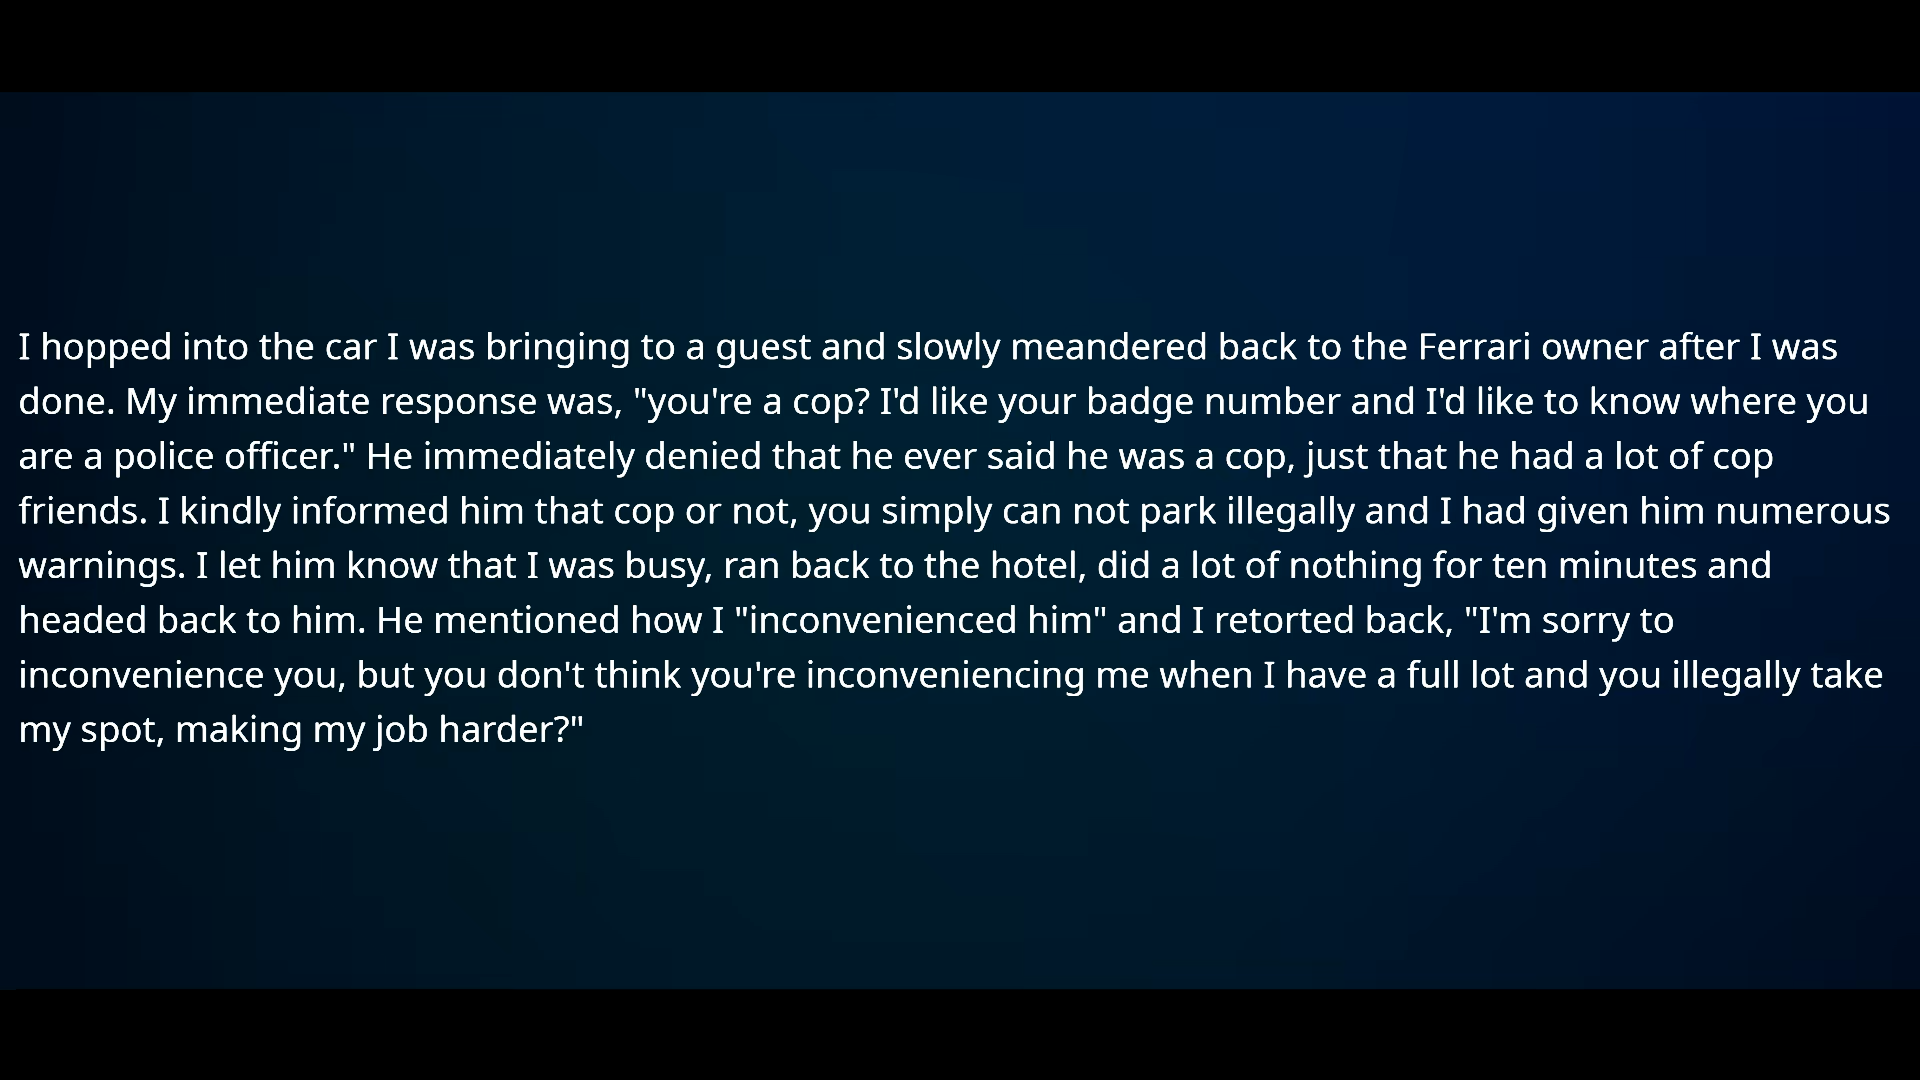 I hopped into the car I was bringing to a guest and slowly meandered back to the Ferrari owner after I was
done. My immediate response was, "you're a cop? I'd like your badge number and I'd like to know where you
are a police officer." He immediately denied that he ever said he was a cop, just that he had a lot of cop
friends. I kindly informed him that cop or not, you simply can not park illegally and I had given him numerous
warnings. I let him know that I was busy, ran back to the hotel, did a lot of nothing for ten minutes and
headed back to him. He mentioned how I "inconvenienced him" and I retorted back, "I'm sorry to
inconvenience you, but you don't think you're inconveniencing me when I have a full lot and you illegally take
my spot, making my job harder?"